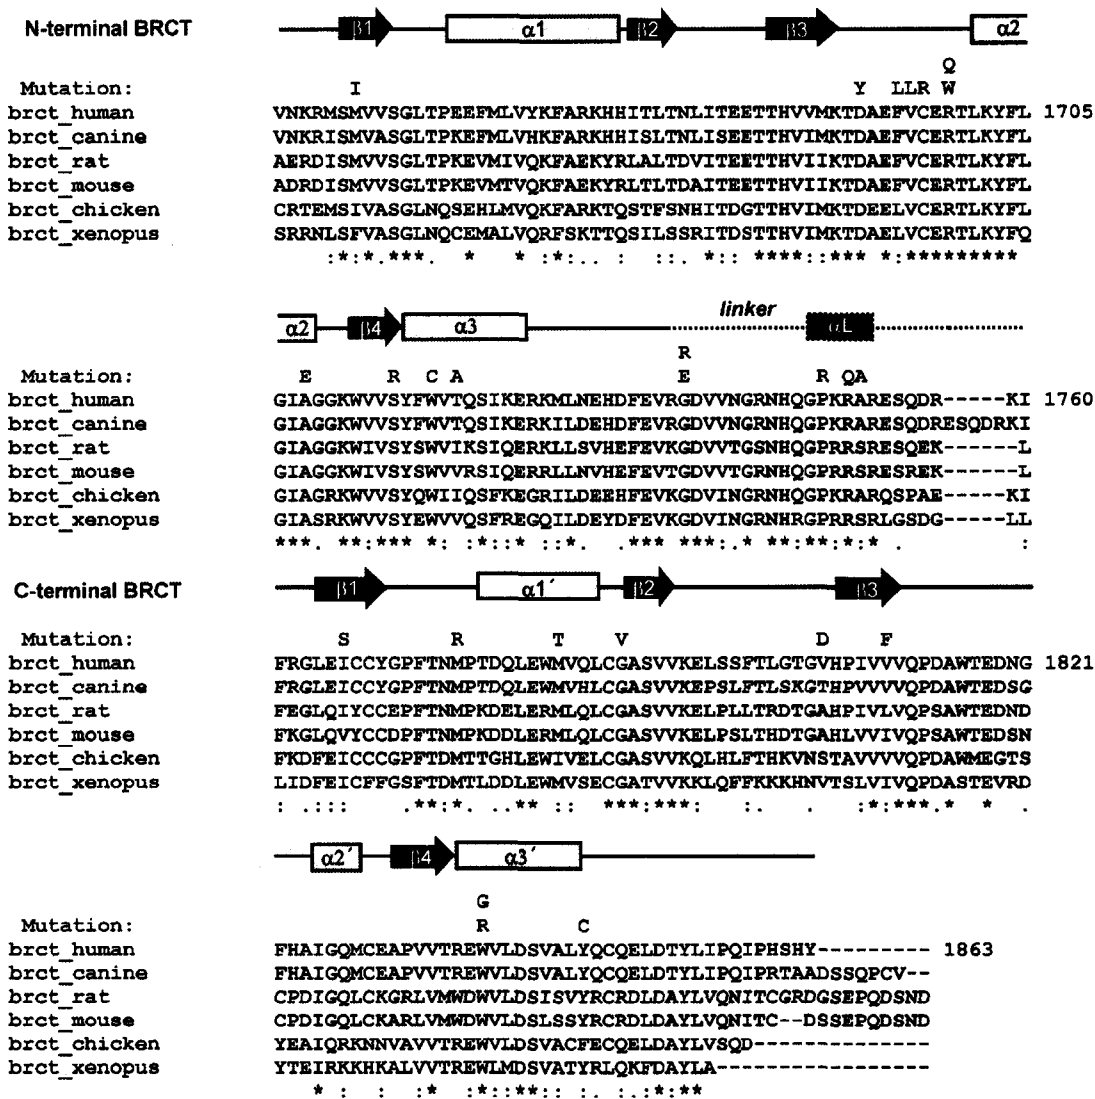 N-terminal BRCT β1 α1 β2 β3 α2
Q
Mutation: I Y LLR W
brct_human VNKRMSMVVSGLTPEEFMLVYKFARKHHITLTNLITEETTHVVMKTDAEFVCERTLKYFL 1705
brct_canine VNKRISMVASGLTPKEFMLVHKFARKHHISLTNLISEETTHVIMKTDAEFVCERTLKYFL
brct_rat AERDISMVVSGLTPKEVMIVQKFAEKYRLALTDVITEETTHVIIKTDAEFVCERTLKYFL
brct_mouse ADRDISMVVSGLTPKEVMTVQKFAEKYRLTLTDAITEETTHVIIKTDAEFVCERTLKYFL
brct_chicken CRTEMSIVASGLNQSEHLMVQKFARKTQSTFSNHITDGTTHVIMKTDEELVCERTLKYFL
brct_xenopus SRRNLSFVASGLNQCEMALVQRFSKTTQSILSSRITDSTTHVIMKTDAELVCERTLKYFQ
:*:*.***. * * :*:.. : ::. *:: ****::*** *:*********
α2 β4 α3 linker αL
R
Mutation: E R C A E R QA
brct_human GIAGGKWVVSYFWVTQSIKERKMLNEHDFEVRGDVVNGRNHQGPKRARESQDR-----KI 1760
brct_canine GIAGGKWVVSYFWVTQSIKERKILDEHDFEVRGDVVNGRNHQGPKRARESQDRESQDRKI
brct_rat GIAGGKWIVSYSWVIKSIQERKLLSVHEFEVKGDVVTGSNHQGPRRSRESQEK------L
brct_mouse GIAGGKWIVSYSWVVRSIQERRLLNVHEFEVTGDVVTGRNHQGPRRSRESREK------L
brct_chicken GIAGRKWVVSYQWIIQSFKEGRILDEEHFEVKGDVINGRNHQGPKRARQSPAE-----KI
brct_xenopus GIASRKWVVSYEWVVQSFREGQILDEYDFEVKGDVINGRNHRGPRRSRLGSDG-----LL
***. **:*** *: :*::* ::*. .*** ***:.* ***:**:*:* . :
C-terminal BRCT β1 α1´ β2 β3
Mutation: S R T V D F
brct_human FRGLEICCYGPFTNMPTDQLEWMVQLCGASVVKELSSFTLGTGVHPIVVVQPDAWTEDNG 1821
brct_canine FRGLEICCYGPFTNMPTDQLEWMVHLCGASVVKEPSLFTLSKGTHPVVVVQPDAWTEDSG
brct_rat FEGLQIYCCEPFTNMPKDELERMLQLCGASVVKELPLLTRDTGAHPIVLVQPSAWTEDND
brct_mouse FKGLQVYCCDPFTNMPKDDLERMLQLCGASVVKELPSLTHDTGAHLVVIVQPSAWTEDSN
brct_chicken FKDFEICCCGPFTDMTTGHLEWIVELCGASVVKQLHLFTHKVNSTAVVVVQPDAWMEGTS
brct_xenopus LIDFEICFFGSFTDMTLDDLEWMVSECGATVVKKLQFFKKKHNVTSLVIVQPDASTEVRD
: .::: .**:*. ..** :: ***:***: :. . :*:***.* * .
α2´ β4 α3´
G
Mutation: R C
brct_human FHAIGQMCEAPVVTREWVLDSVALYQCQELDTYLIPQIPHSHY--------- 1863
brct_canine FHAIGQMCEAPVVTREWVLDSVALYQCQELDTYLIPQIPRTAADSSQPCV--
brct_rat CPDIGQLCKGRLVMWDWVLDSISVYRCRDLDAYLVQNITCGRDGSEPQDSND
brct_mouse CPDIGQLCKARLVMWDWVLDSLSSYRCRDLDAYLVQNITC--DSSEPQDSND
brct_chicken YEAIQRKNNVAVVTREWVLDSVACFECQELDAYLVSQD--------------
brct_xenopus YTEIRKKHKALVVTREWLMDSVATYRLQKFDAYLA-----------------
* : : :* :*::**:: :. :.:*:**